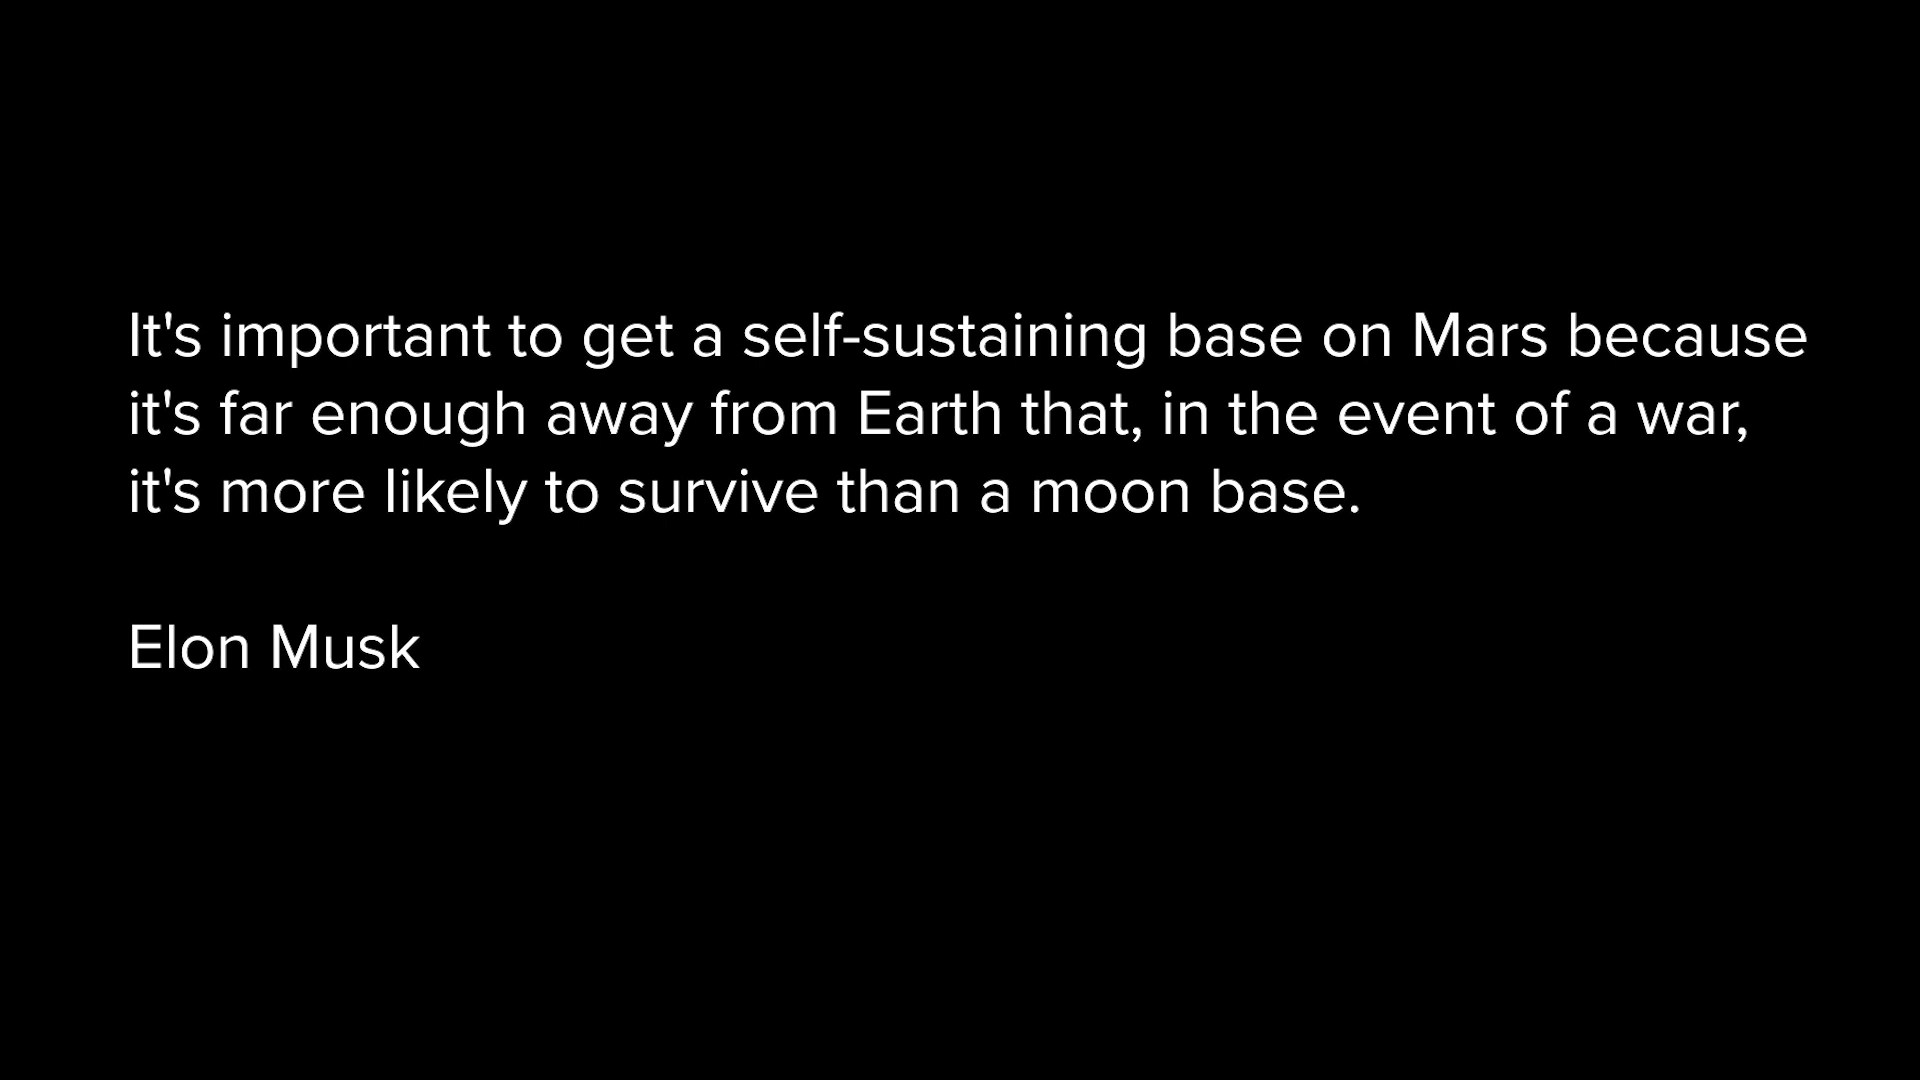 It's important to get a self-sustaining base on Mars because
it's far enough away from Earth that, in the event of a war,
it's more likely to survive than a moon base.
Elon Musk